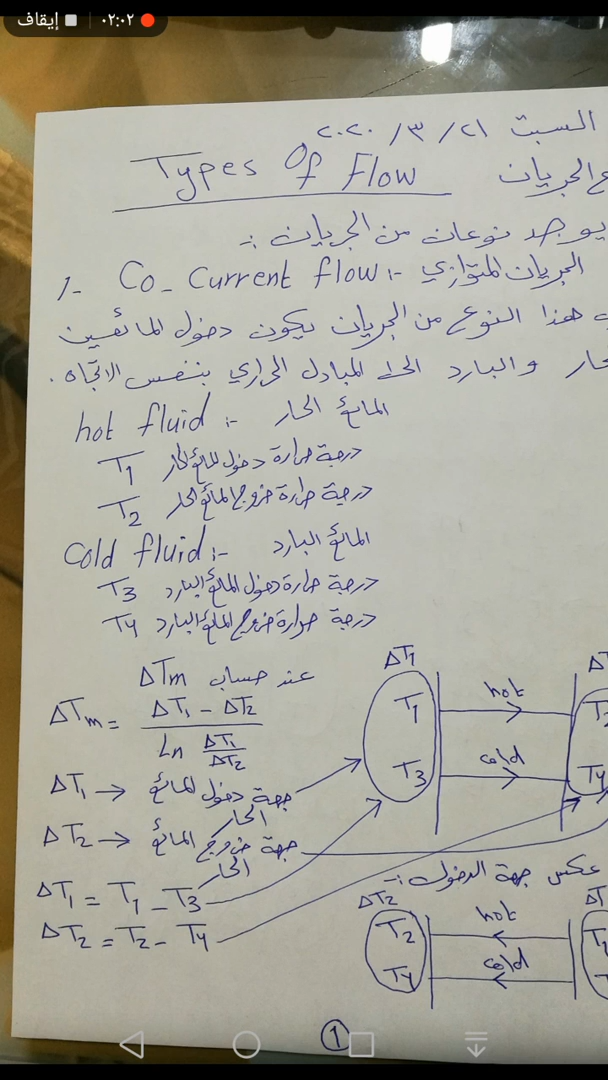 إيقاف ٠٢:٠٢
السبت ٢١ / ٣ / ٢٠٢٠
Types Of Flow
ع الجريان
يوجد نوعان من الجريان :-
1- Co-Current flow :- الجريان المتوازي
هذا النوع من الجريان يكون دخول المائعين
والبارد الى المبادل الحراري بنفس الاتجاه .
hot fluid :- المائع الحار
T1 درجة حرارة دخول المائع الحار
T2 درجة حرارة خروج المائع الحار
Cold fluid :- المائع البارد
T3 درجة حرارة دخول المائع البارد
T4 درجة حرارة خروج المائع البارد
عند حساب ΔTm
ΔTm = ΔT1 - ΔT2
Ln ΔT1
ΔT2
ΔT1 → جهة دخول المائع
الحار
ΔT2 → جهة خروج المائع
الحار
ΔT1 = T1 - T3
ΔT2 = T2 - T4
ΔT1
T1 hot
T3 cold
T4
عكس جهة الدخول :-
ΔT2
T2 hot
T4 cold
1